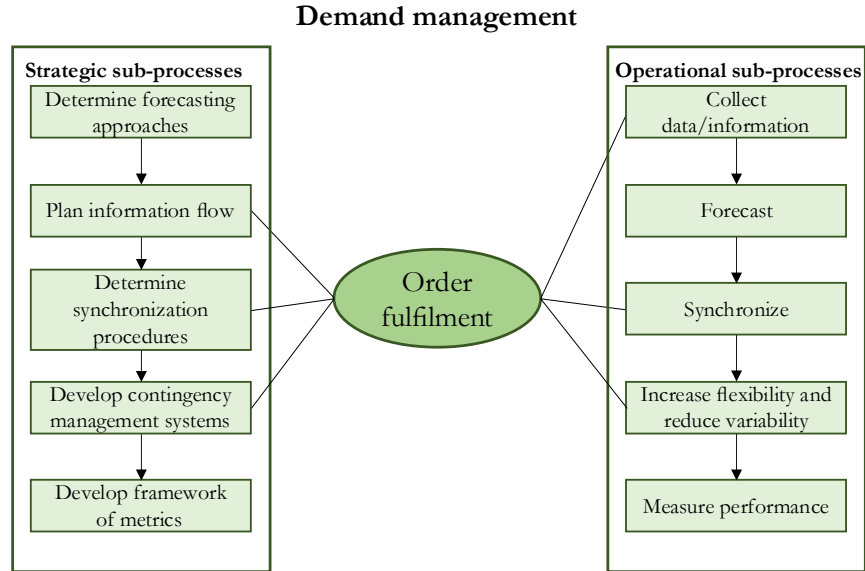 Demand management
Strategic sub-processes
Determine forecasting
approaches
Plan information flow
Determine
synchronization
procedures
Develop contingency
management systems
Develop framework
of metrics
Order
fulfilment
Operational sub-processes
Collect
data/information
Forecast
Synchronize
Increase flexibility and
reduce variability
Measure performance